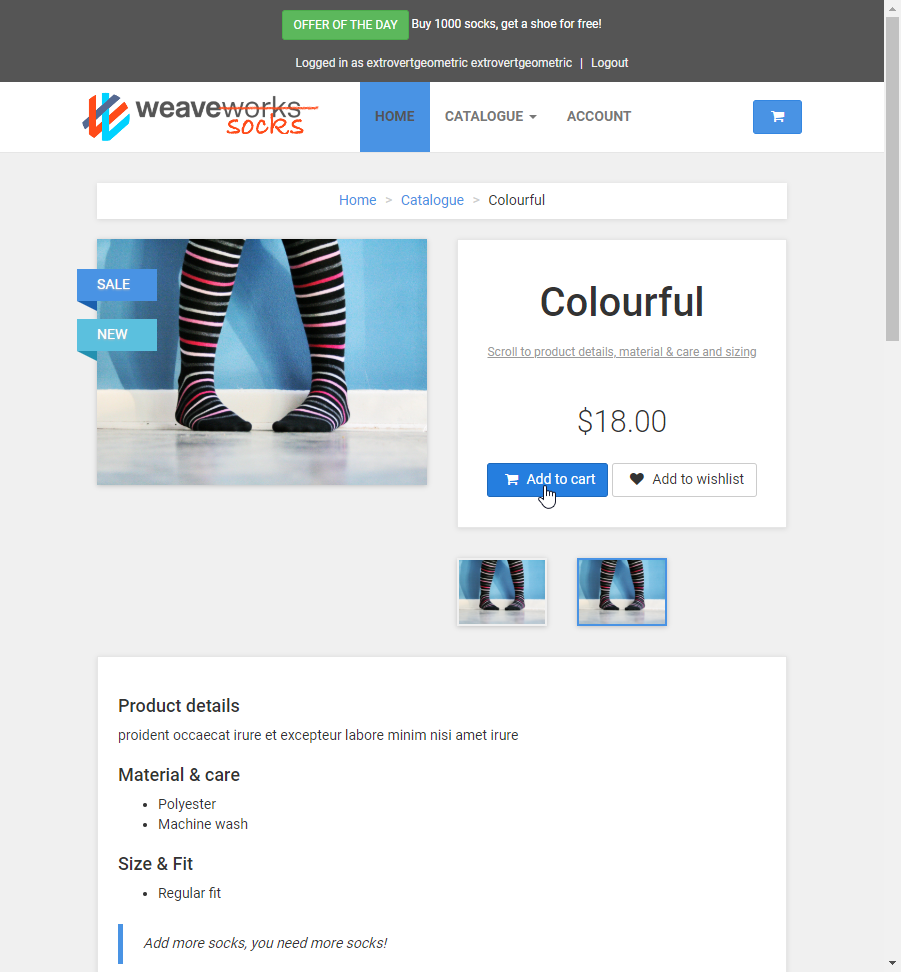 OFFER OF THE DAY Buy 1000 socks, get a shoe for free!
Logged in as extrovertgeometric extrovertgeometric | Logout
weaveworks
socks
HOME CATALOGUE ACCOUNT
Home > Catalogue > Colourful
SALE
NEW
Colourful
Scroll to product details, material & care and sizing
$18.00
Add to cart Add to wishlist
Product details
proident occaecat irure et excepteur labore minim nisi amet irure
Material & care
• Polyester
• Machine wash
Size & Fit
• Regular fit
Add more socks, you need more socks!